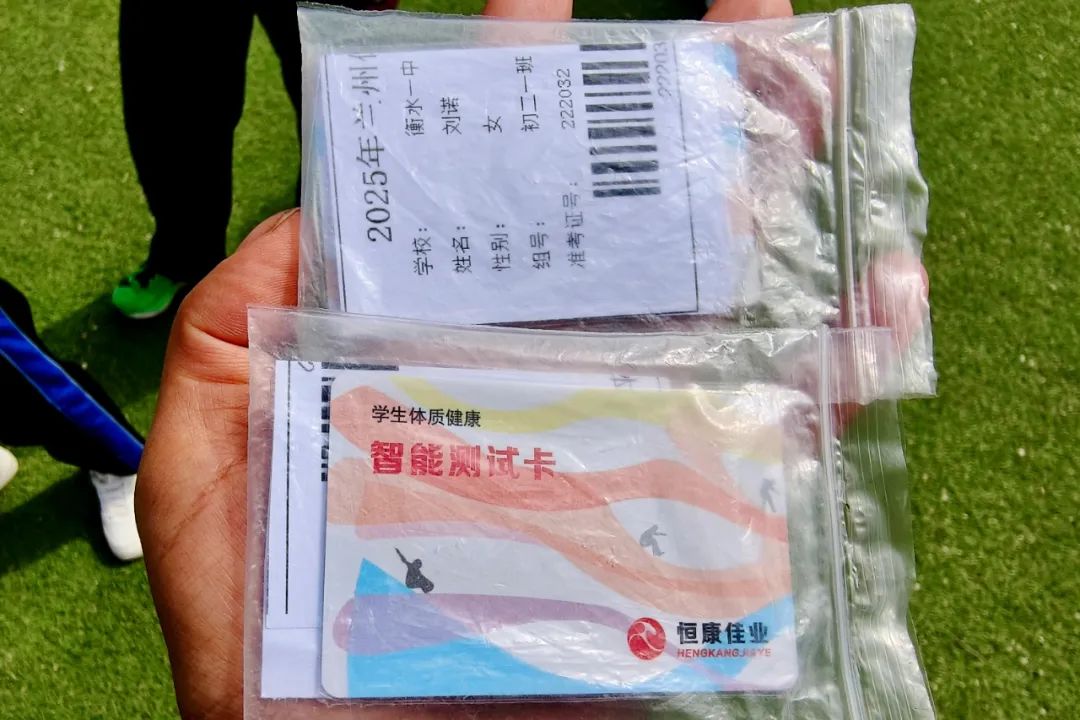 2025年兰州
学校： 衡水一中
姓名： 刘诺
性别： 女
组号： 初二一班
准考证号： 222032
22203
学生体质健康
智能测试卡
恒康佳业
HENGKANGJIAYE